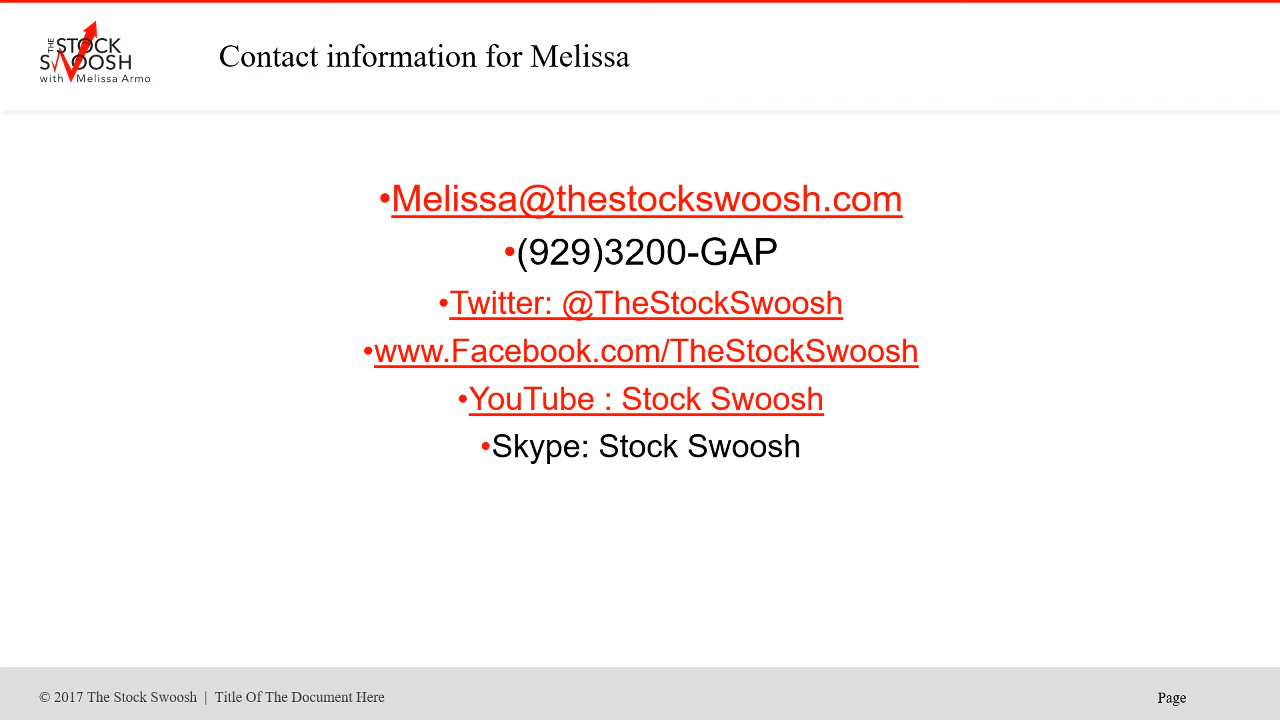 THE STOCK
SWOOSH
with Melissa Armo
Contact information for Melissa
•Melissa@thestockswoosh.com
•(929)3200-GAP
•Twitter: @TheStockSwoosh
•www.Facebook.com/TheStockSwoosh
•YouTube : Stock Swoosh
•Skype: Stock Swoosh
© 2017 The Stock Swoosh | Title Of The Document Here
Page